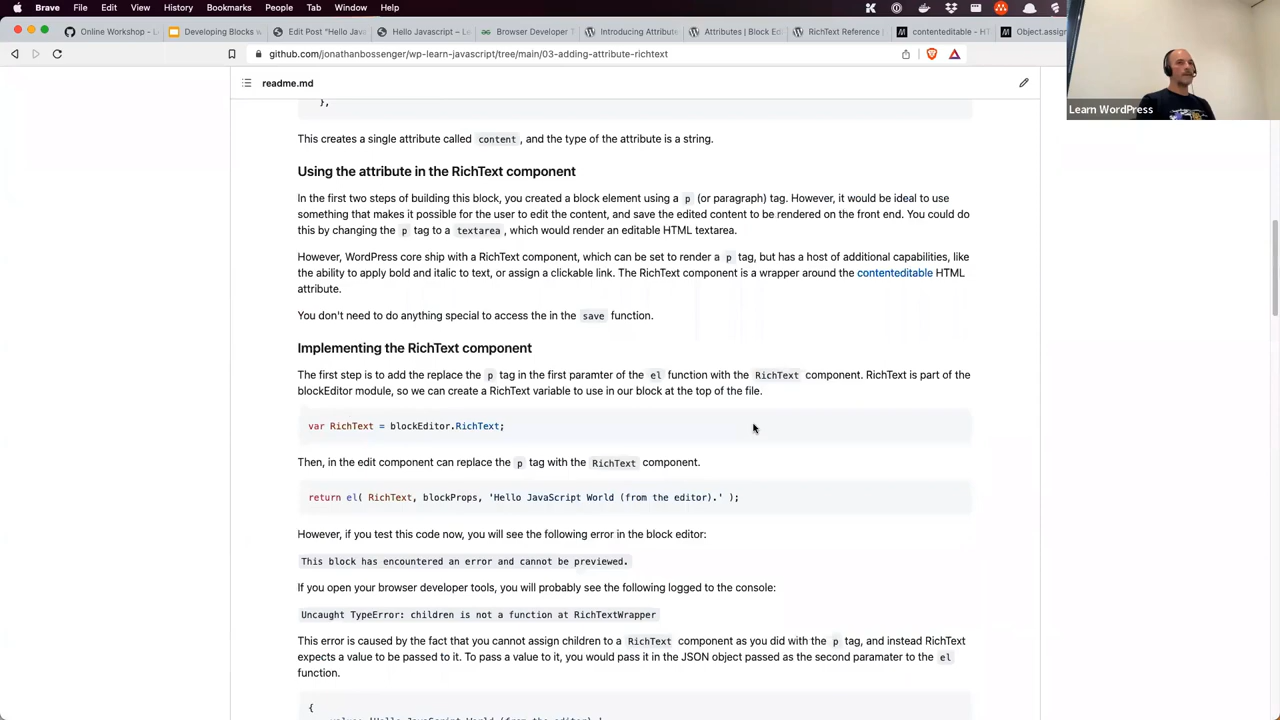 Brave File Edit View History Bookmarks People Tab Window Help
Online Workshop - L
Developing Blocks w
Edit Post "Hello Jav
Hello Javascript – Le
Browser Developer T
Introducing Attribute
Attributes | Block Ed
RichText Reference |
contenteditable - HT
Object.assig
github.com/jonathanbossenger/wp-learn-javascript/tree/main/03-adding-attribute-richtext
Learn WordPress
readme.md
},
This creates a single attribute called content , and the type of the attribute is a string.
Using the attribute in the RichText component
In the first two steps of building this block, you created a block element using a p (or paragraph) tag. However, it would be ideal to use
something that makes it possible for the user to edit the content, and save the edited content to be rendered on the front end. You could do
this by changing the p tag to a textarea , which would render an editable HTML textarea.
However, WordPress core ship with a RichText component, which can be set to render a p tag, but has a host of additional capabilities, like
the ability to apply bold and italic to text, or assign a clickable link. The RichText component is a wrapper around the contenteditable HTML
attribute.
You don't need to do anything special to access the in the save function.
Implementing the RichText component
The first step is to add the replace the p tag in the first paramter of the el function with the RichText component. RichText is part of the
blockEditor module, so we can create a RichText variable to use in our block at the top of the file.
var RichText = blockEditor.RichText;
Then, in the edit component can replace the p tag with the RichText component.
return el( RichText, blockProps, 'Hello JavaScript World (from the editor).' );
However, if you test this code now, you will see the following error in the block editor:
This block has encountered an error and cannot be previewed.
If you open your browser developer tools, you will probably see the following logged to the console:
Uncaught TypeError: children is not a function at RichTextWrapper
This error is caused by the fact that you cannot assign children to a RichText component as you did with the p tag, and instead RichText
expects a value to be passed to it. To pass a value to it, you would pass it in the JSON object passed as the second paramater to the el
function.
{